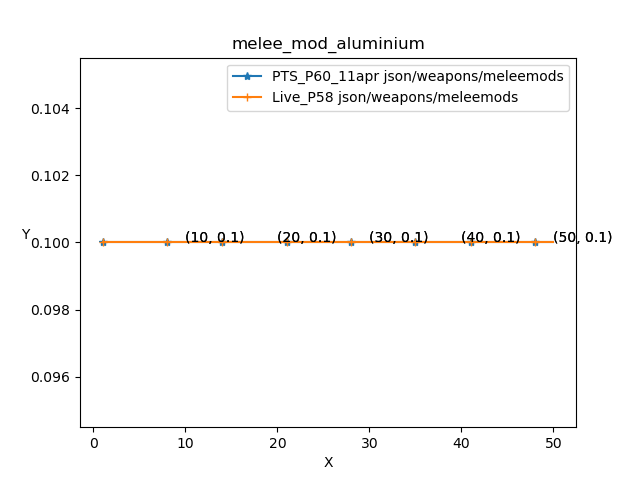 melee_mod_aluminium
PTS_P60_11apr json/weapons/meleemods
Live_P58 json/weapons/meleemods
0.104
0.102
Y
0.100
(10, 0.1) (20, 0.1) (30, 0.1) (40, 0.1) (50, 0.1)
0.098
0.096
0 10 20 30 40 50
X